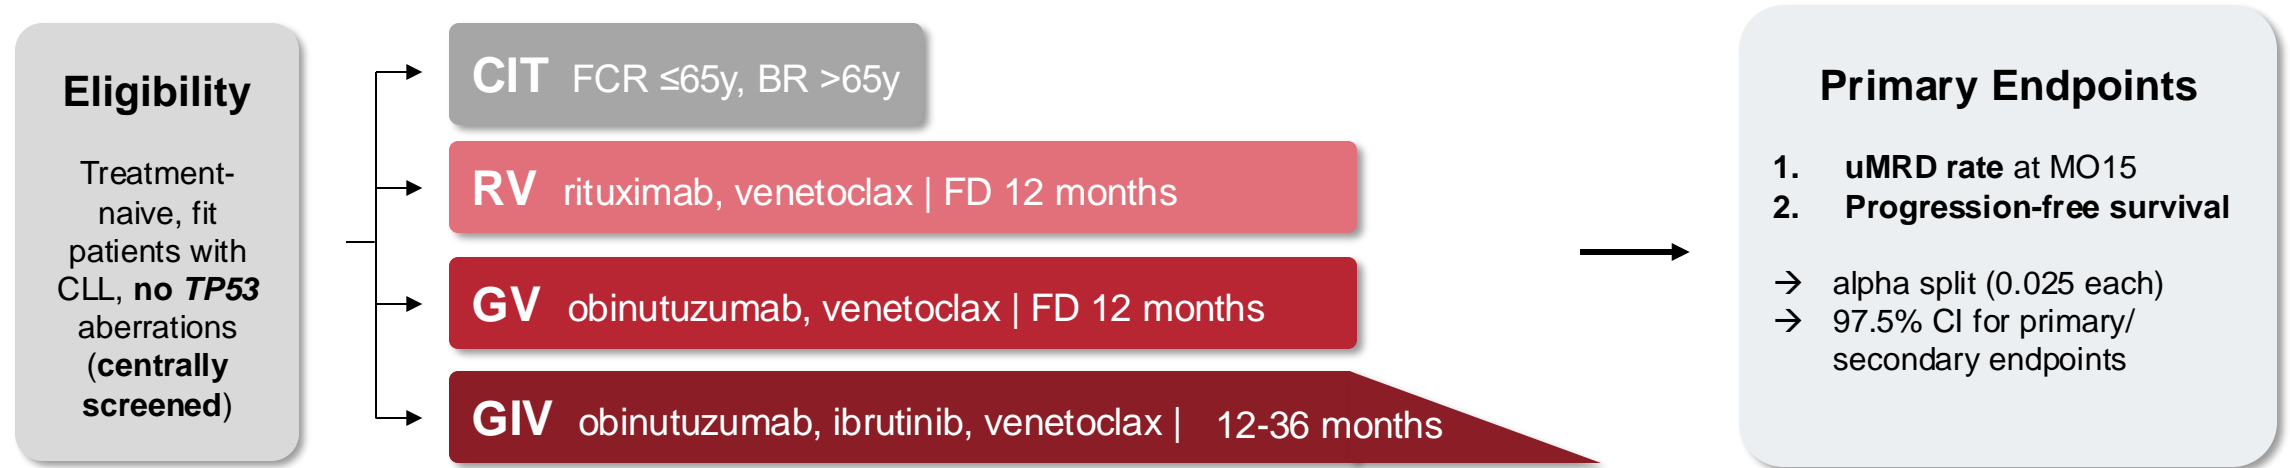 Eligibility
Treatment-
naive, fit
patients with
CLL, no TP53
aberrations
(centrally
screened)
CIT FCR ≤65y, BR >65y
RV rituximab, venetoclax | FD 12 months
GV obinutuzumab, venetoclax | FD 12 months
GIV obinutuzumab, ibrutinib, venetoclax | 12-36 months
Primary Endpoints
1. uMRD rate at MO15
2. Progression-free survival
→ alpha split (0.025 each)
→ 97.5% CI for primary/
secondary endpoints